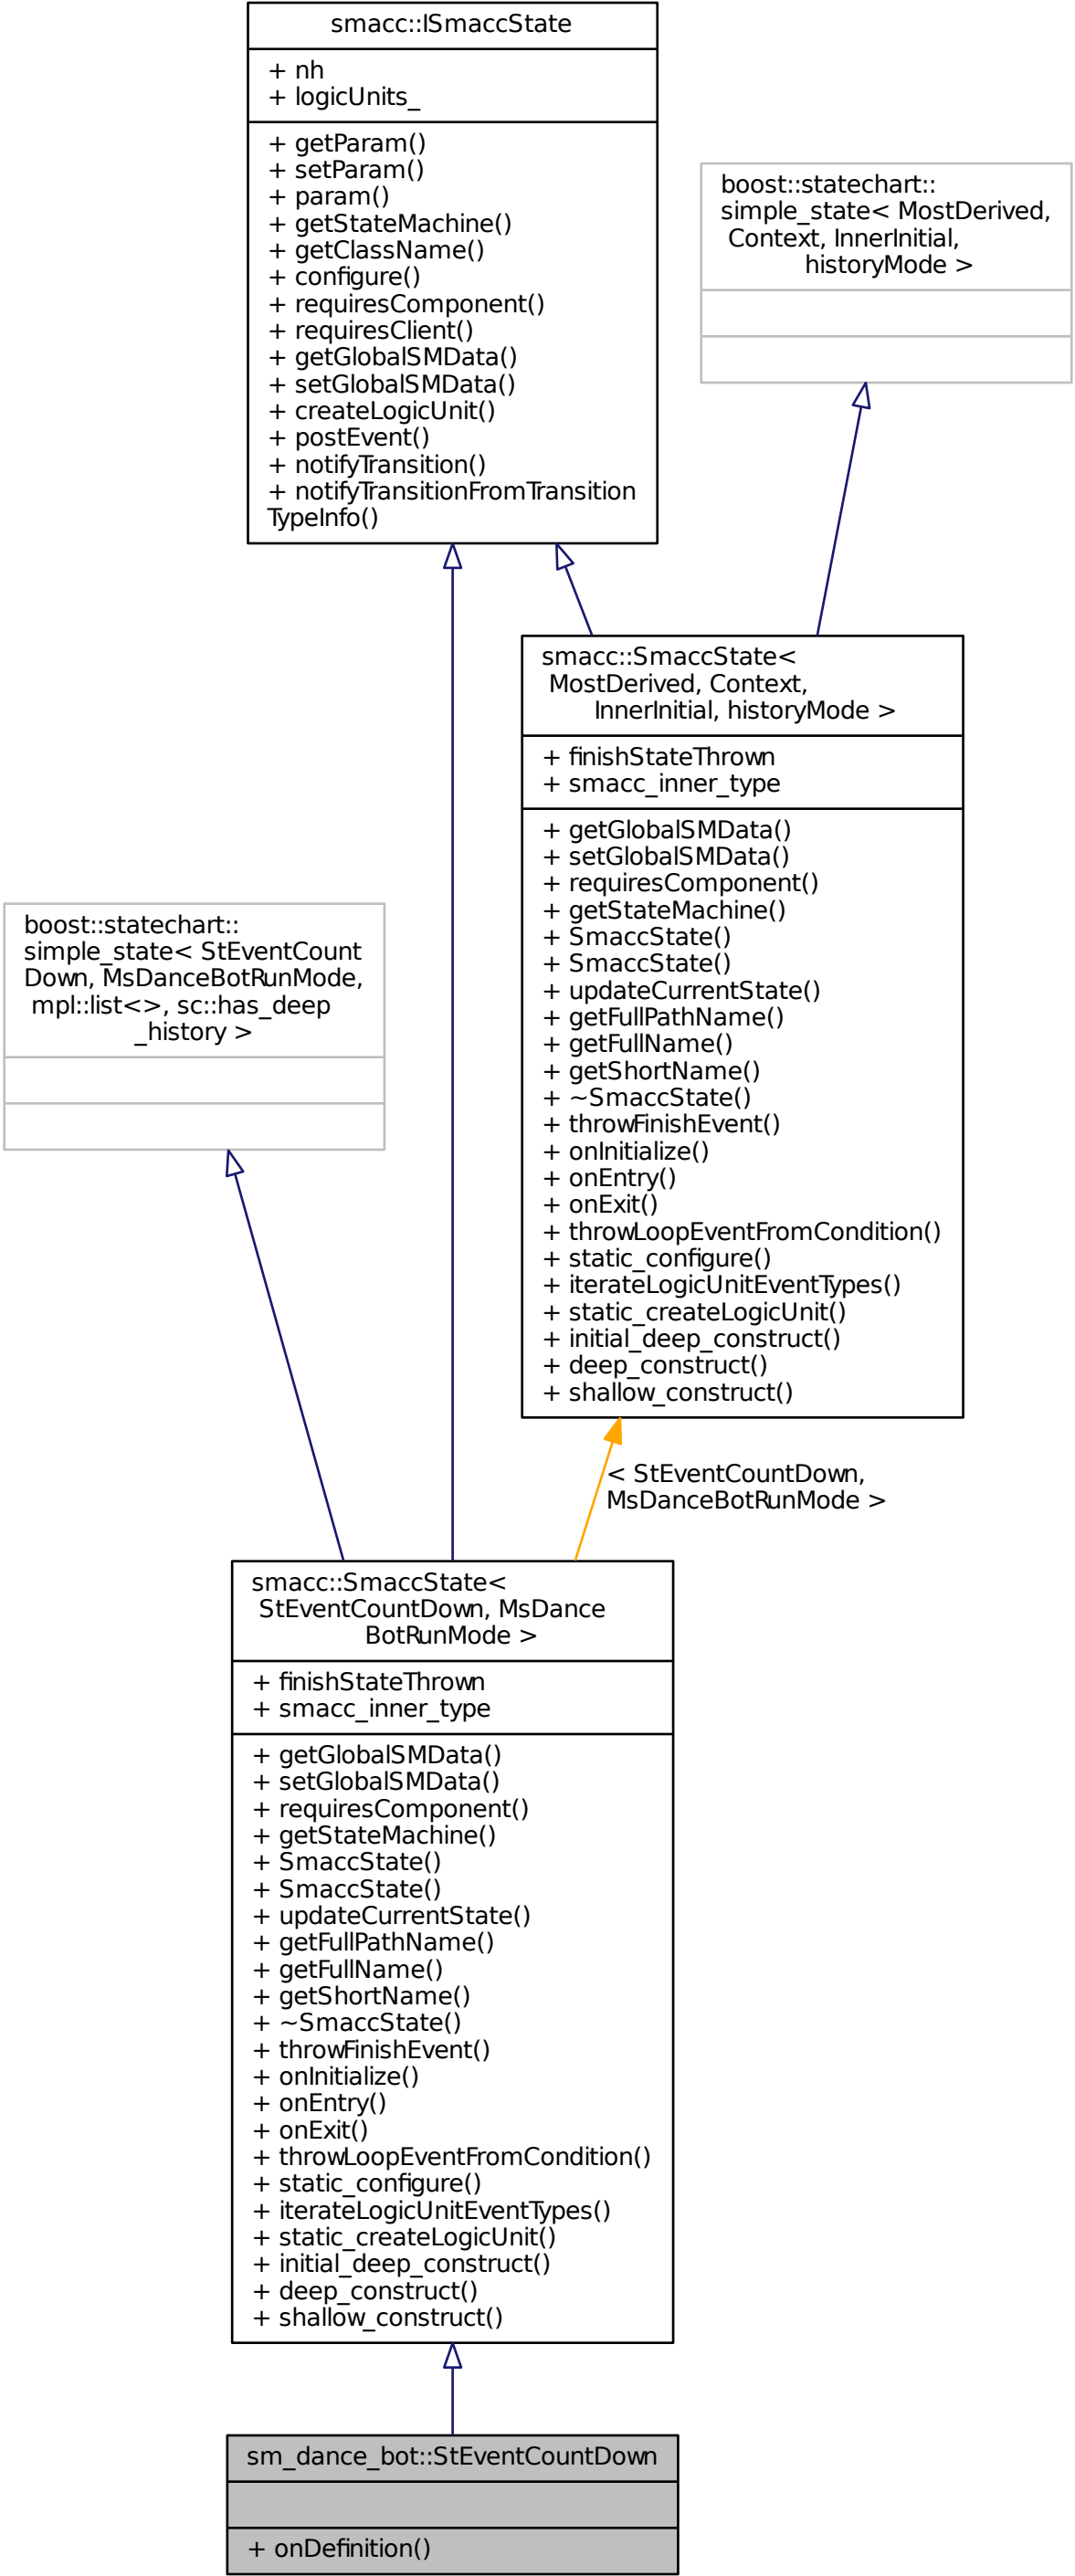 smacc::ISmaccState
+ nh
+ logicUnits_
+ getParam()
+ setParam()
+ param()
+ getStateMachine()
+ getClassName()
+ configure()
+ requiresComponent()
+ requiresClient()
+ getGlobalSMData()
+ setGlobalSMData()
+ createLogicUnit()
+ postEvent()
+ notifyTransition()
+ notifyTransitionFromTransition
TypeInfo()
boost::statechart::
simple_state< MostDerived,
Context, InnerInitial,
historyMode >
smacc::SmaccState<
MostDerived, Context,
InnerInitial, historyMode >
+ finishStateThrown
+ smacc_inner_type
+ getGlobalSMData()
+ setGlobalSMData()
+ requiresComponent()
+ getStateMachine()
+ SmaccState()
+ SmaccState()
+ updateCurrentState()
+ getFullPathName()
+ getFullName()
+ getShortName()
+ ~SmaccState()
+ throwFinishEvent()
+ onInitialize()
+ onEntry()
+ onExit()
+ throwLoopEventFromCondition()
+ static_configure()
+ iterateLogicUnitEventTypes()
+ static_createLogicUnit()
+ initial_deep_construct()
+ deep_construct()
+ shallow_construct()
boost::statechart::
simple_state< StEventCount
Down, MsDanceBotRunMode,
mpl::list<>, sc::has_deep
_history >
< StEventCountDown,
MsDanceBotRunMode >
smacc::SmaccState<
StEventCountDown, MsDance
BotRunMode >
+ finishStateThrown
+ smacc_inner_type
+ getGlobalSMData()
+ setGlobalSMData()
+ requiresComponent()
+ getStateMachine()
+ SmaccState()
+ SmaccState()
+ updateCurrentState()
+ getFullPathName()
+ getFullName()
+ getShortName()
+ ~SmaccState()
+ throwFinishEvent()
+ onInitialize()
+ onEntry()
+ onExit()
+ throwLoopEventFromCondition()
+ static_configure()
+ iterateLogicUnitEventTypes()
+ static_createLogicUnit()
+ initial_deep_construct()
+ deep_construct()
+ shallow_construct()
sm_dance_bot::StEventCountDown
+ onDefinition()